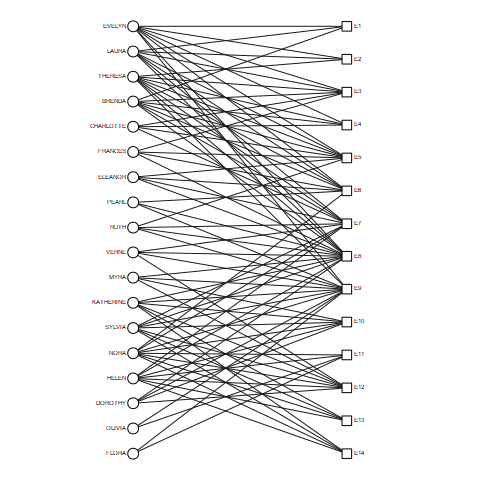 EVELYN
LAURA
THERESA
BRENDA
CHARLOTTE
FRANCES
ELEANOR
PEARL
RUTH
VERNE
MYRA
KATHERINE
SYLVIA
NORA
HELEN
DOROTHY
OLIVIA
FLORA
E1
E2
E3
E4
E5
E6
E7
E8
E9
E10
E11
E12
E13
E14